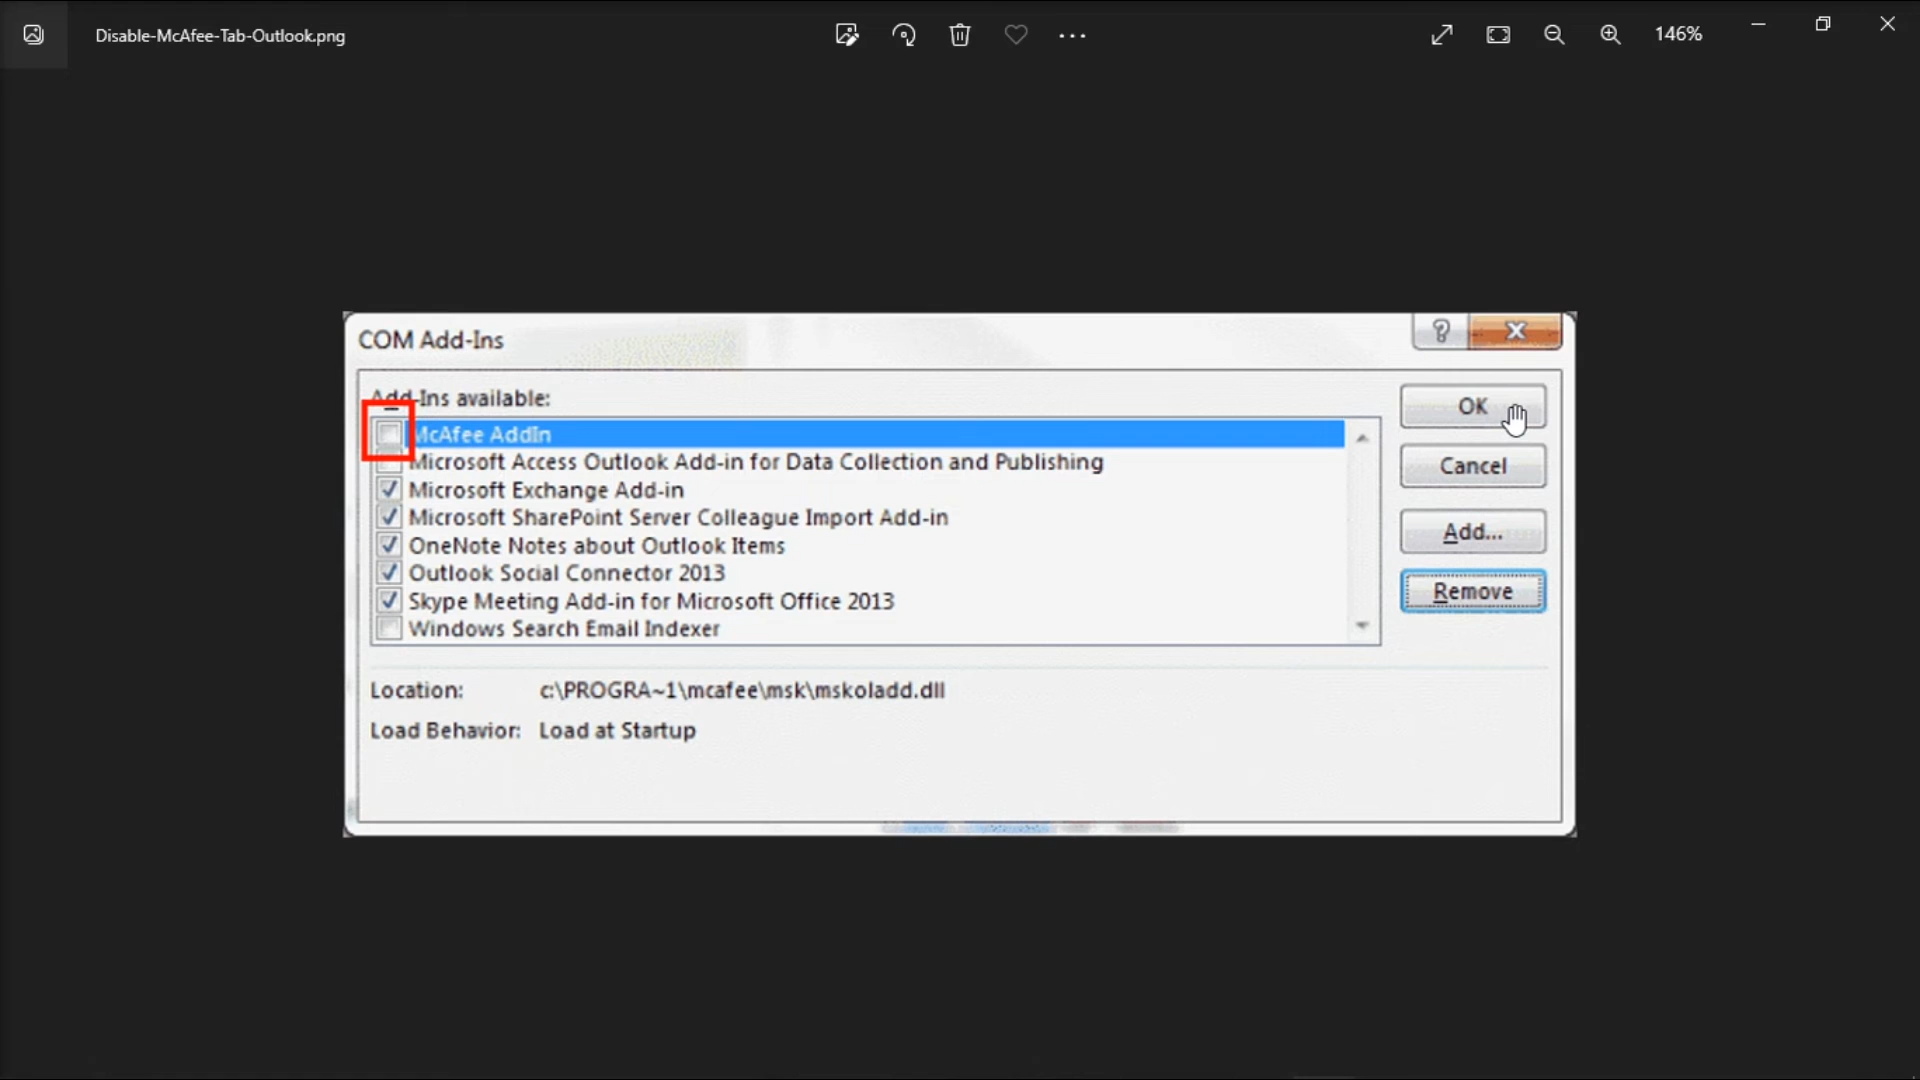 Disable-McAfee-Tab-Outlook.png
146%
COM Add-Ins
?
Add-Ins available:
McAfee AddIn
Microsoft Access Outlook Add-in for Data Collection and Publishing
Microsoft Exchange Add-in
Microsoft SharePoint Server Colleague Import Add-in
OneNote Notes about Outlook Items
Outlook Social Connector 2013
Skype Meeting Add-in for Microsoft Office 2013
Windows Search Email Indexer
OK
Cancel
Add...
Remove
Location: c:\PROGRA~1\mcafee\msk\mskoladd.dll
Load Behavior: Load at Startup